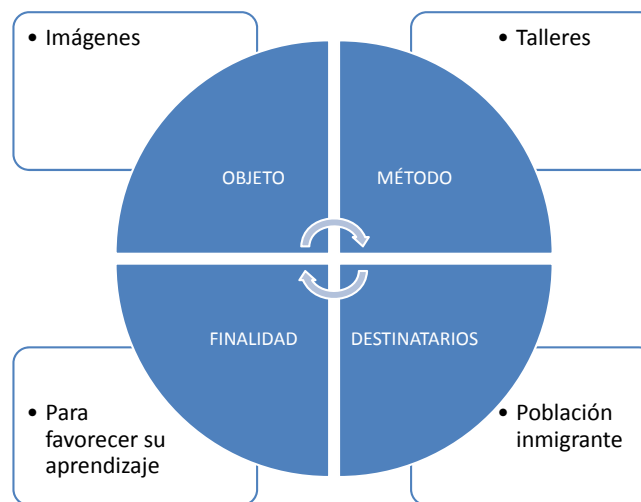 • Imágenes
• Talleres
OBJETO
MÉTODO
FINALIDAD
DESTINATARIOS
• Para
favorecer su
aprendizaje
• Población
inmigrante